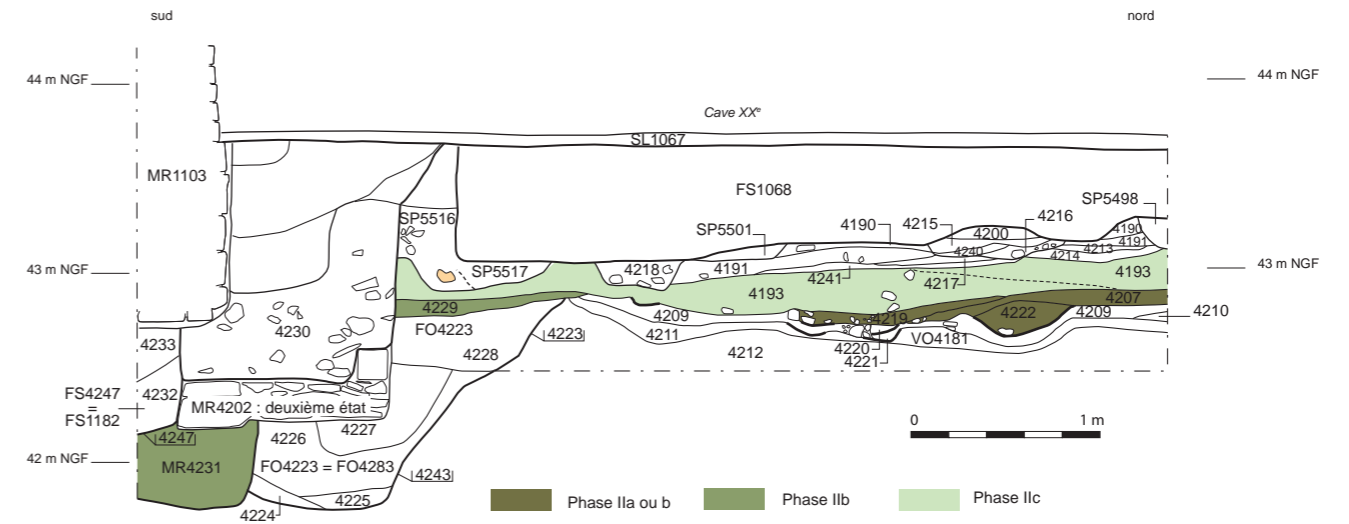 sud
nord
44 m NGF
44 m NGF
Cave XXe
SL1067
MR1103
FS1068
SP5498
SP5516
SP5501
4190
4215
4216
4200
4190
4191
4240
4213
4214
43 m NGF
SP5517
4218
4191
4241
4217
4193
43 m NGF
4193
4207
4229
4209
4219
4222
4209
4210
4230
FO4223
4223
4211
4220
VO4181
4233
4228
4212
4221
FS4247
=
FS1182
4232
MR4202 : deuxième état
0
1 m
4247
4226
4227
42 m NGF
MR4231
FO4223 = FO4283
4243
4225
4224
Phase IIa ou b
Phase IIb
Phase IIc